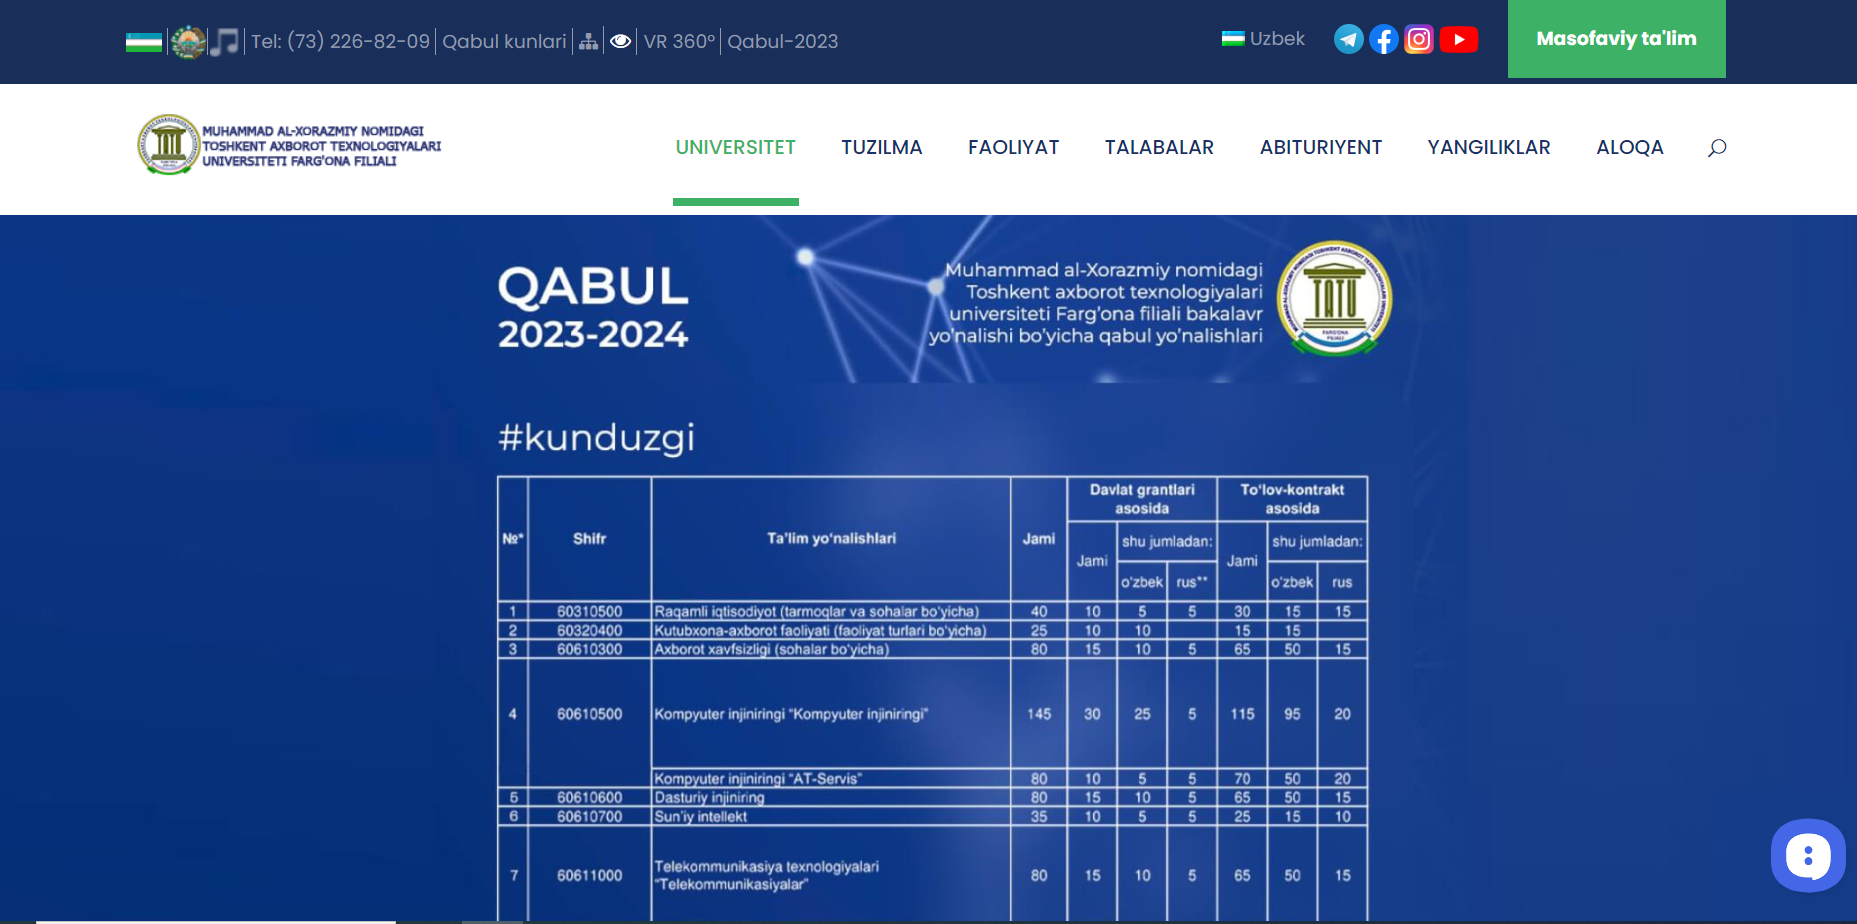 Tel: (73) 226-82-09 Qabul kunlari VR 360° Qabul-2023 Uzbek Masofaviy ta'lim
MUHAMMAD AL-XORAZMIY NOMIDAGI
TOSHKENT AXBOROT TEXNOLOGIYALARI
UNIVERSITETI FARG'ONA FILIALI
UNIVERSITET TUZILMA FAOLIYAT TALABALAR ABITURIYENT YANGILIKLAR ALOQA
QABUL
2023-2024
Muhammad al-Xorazmiy nomidagi
Toshkent axborot texnologiyalari
universiteti Farg'ona filiali bakalavr
yo'nalishi bo'yicha qabul yo'nalishlari
TATU
FARG'ONA
FILIALI
#kunduzgi
№* Shifr Ta'lim yo'nalishlari Jami Davlat grantlari asosida To'lov-kontrakt asosida
Jami shu jumladan: Jami shu jumladan:
o'zbek rus** o'zbek rus
1 60310500 Raqamli iqtisodiyot (tarmoqlar va sohalar bo'yicha) 40 10 5 5 30 15 15
2 60320400 Kutubxona-axborot faoliyati (faoliyat turlari bo'yicha) 25 10 10 15 15
3 60610300 Axborot xavfsizligi (sohalar bo'yicha) 80 15 10 5 65 50 15
4 60610500 Kompyuter injiniringi "Kompyuter injiniringi" 145 30 25 5 115 95 20
Kompyuter injiniringi "AT-Servis" 80 10 5 5 70 50 20
5 60610600 Dasturiy injiniring 80 15 10 5 65 50 15
6 60610700 Sun'iy intellekt 35 10 5 5 25 15 10
7 60611000 Telekommunikasiya texnologiyalari "Telekommunikasiyalar" 80 15 10 5 65 50 15